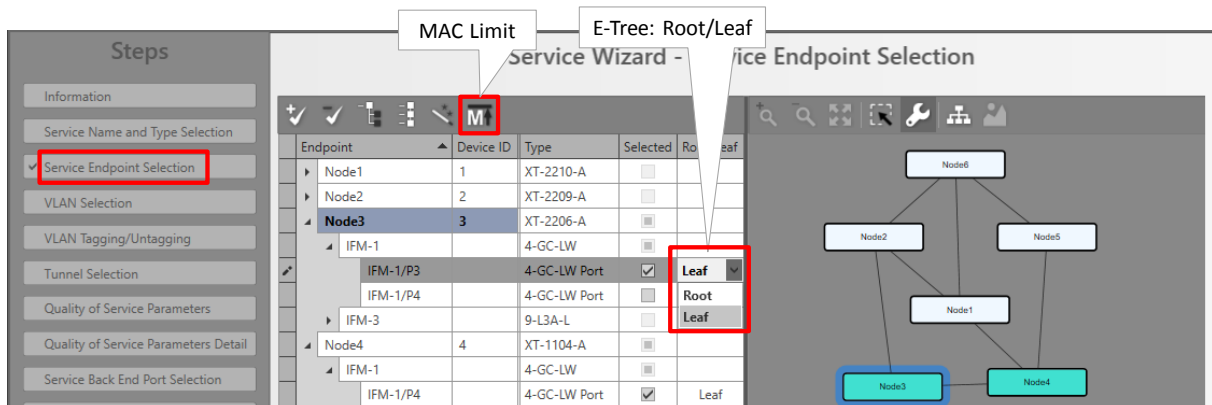 MAC Limit
E-Tree: Root/Leaf
Steps
Service Wizard - ice Endpoint Selection
Information
Service Name and Type Selection
Service Endpoint Selection
VLAN Selection
VLAN Tagging/Untagging
Tunnel Selection
Quality of Service Parameters
Quality of Service Parameters Detail
Service Back End Port Selection
M
Endpoint Device ID Type Selected Ro eaf
Node1 1 XT-2210-A
Node2 2 XT-2209-A
Node3 3 XT-2206-A
IFM-1 4-GC-LW
IFM-1/P3 4-GC-LW Port Leaf
IFM-1/P4 4-GC-LW Port Root
Leaf
IFM-3 9-L3A-L
Node4 4 XT-1104-A
IFM-1 4-GC-LW
IFM-1/P4 4-GC-LW Port Leaf
Node6
Node2
Node5
Node1
Node3
Node4